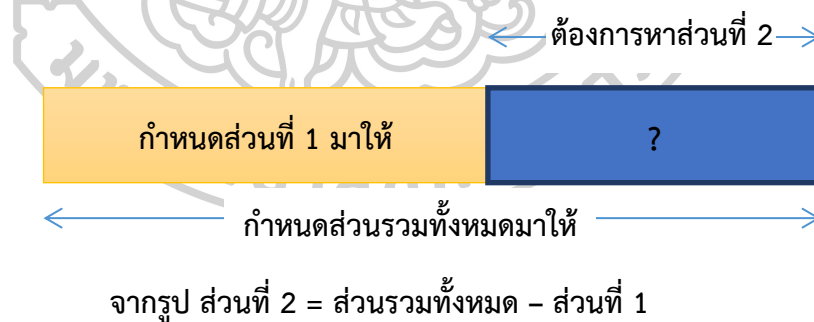 ต้องการหาส่วนที่ 2
กำหนดส่วนที่ 1 มาให้
?
กำหนดส่วนรวมทั้งหมดมาให้
จากรูป ส่วนที่ 2 = ส่วนรวมทั้งหมด – ส่วนที่ 1